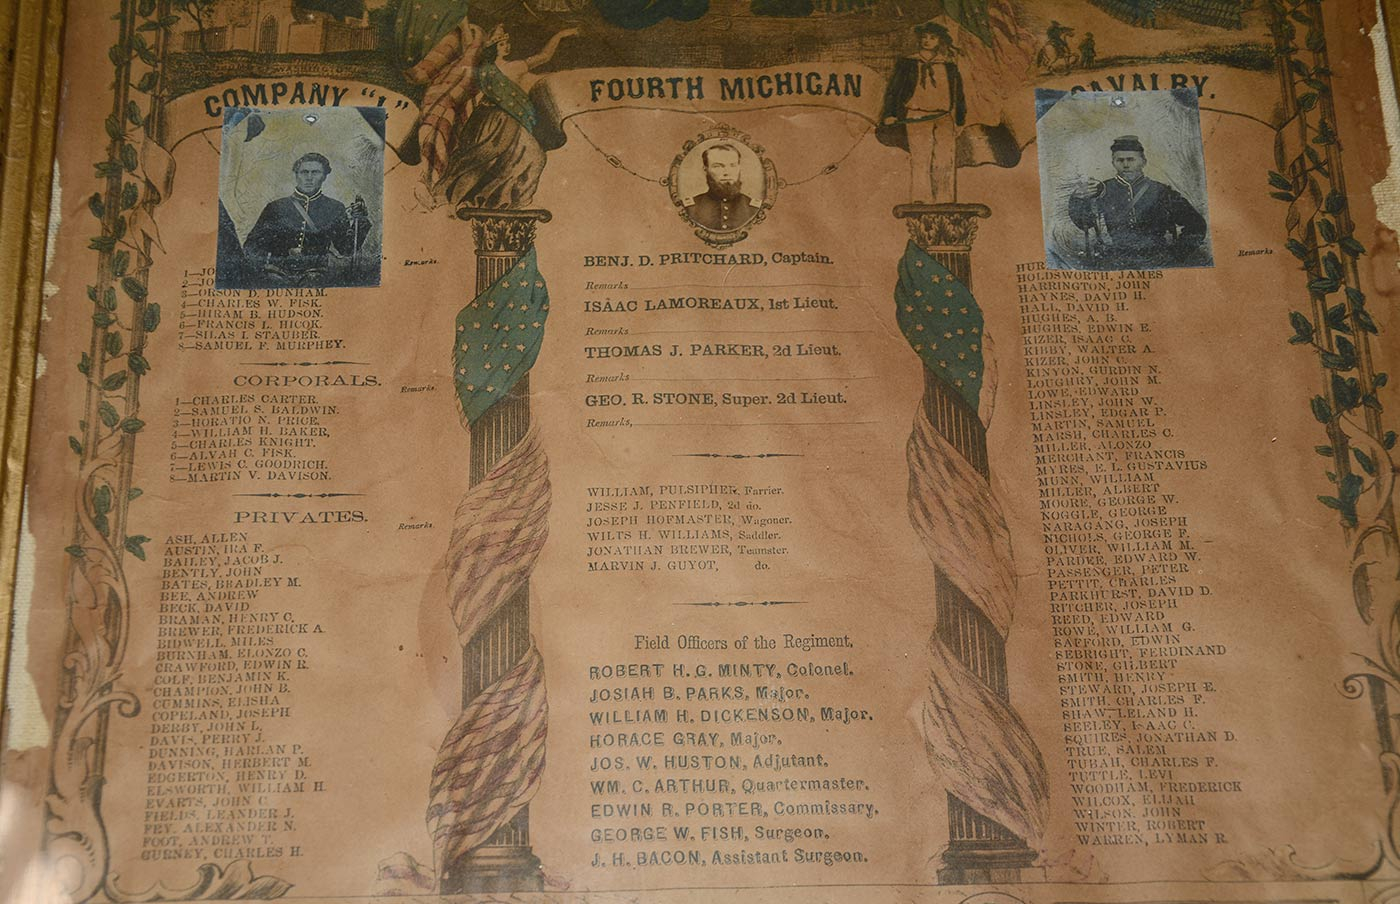 COMPANY "L"
FOURTH MICHIGAN
CAVALRY.
Remarks.
1—JO
2—JO
3—ORSON D. DUNHAM.
4—CHARLES W. FISK.
5—HIRAM B. HUDSON.
6—FRANCIS L. HICOK.
7—SILAS I. STAUBER.
8—SAMUEL F. MURPHEY.
CORPORALS.
Remarks.
1—CHARLES CARTER.
2—SAMUEL S. BALDWIN.
3—HORATIO N. PRICE.
4—WILLIAM H. BAKER,
5—CHARLES KNIGHT.
6—ALVAH C. FISK.
7—LEWIS C. GOODRICH.
8—MARTIN V. DAVISON.
PRIVATES.
Remarks.
ASH, ALLEN
AUSTIN, IRA F.
BAILEY, JACOB J.
BENTLY, JOHN
BATES, BRADLEY M.
BEE, ANDREW
BECK, DAVID
BRAMAN, HENRY C.
BREWER, FREDERICK A.
BIDWELL, MILES
BURNHAM, ELONZO C.
CRAWFORD, EDWIN R.
COLF, BENJAMIN K.
CHAMPION, JOHN B.
CUMMINS, ELISHA
COPELAND, JOSEPH
DERBY, JOHN L.
DAVIS, PERRY J.
DUNNING, HARLAN P.
DAVISON, HERBERT M.
EDGERTON, HENRY D.
ELSWORTH, WILLIAM H.
EVARTS, JOHN C.
FIELDS, LEANDER J.
FEY, ALEXANDER N.
FOOT, ANDREW T.
GURNEY, CHARLES H.
BENJ. D. PRITCHARD, Captain.
Remarks
ISAAC LAMOREAUX, 1st Lieut.
Remarks
THOMAS J. PARKER, 2d Lieut.
Remarks
GEO. R. STONE, Super. 2d Lieut.
Remarks,
WILLIAM, PULSIPHER, Farrier.
JESSE J. PENFIELD, 2d do.
JOSEPH HOFMASTER, Wagoner.
WILTS H. WILLIAMS, Saddler.
JONATHAN BREWER, Teamster.
MARVIN J. GUYOT, do.
Field Officers of the Regiment,
ROBERT H. G. MINTY, Colonel.
JOSIAH B. PARKS, Major.
WILLIAM H. DICKENSON, Major.
HORACE GRAY, Major.
JOS. W. HUSTON, Adjutant.
WM. C. ARTHUR, Quartermaster.
EDWIN R. PORTER, Commissary.
GEORGE W. FISH, Surgeon.
J. H. BACON, Assistant Surgeon.
Remarks
HUR
HOLDSWORTH, JAMES
HARRINGTON, JOHN
HAYNES, DAVID H.
HALL, DAVID H.
HUGHES, A. B.
HUGHES, EDWIN E.
KIZER, ISAAC C.
KIBBY, WALTER A.
KIZER, JOHN C.
KINYON, GURDIN N.
LOUGHRY, JOHN M.
LOWE, EDWARD
LINSLEY, JOHN W.
LINSLEY, EDGAR P.
MARTIN, SAMUEL
MARSH, CHARLES C.
MILLER, ALONZO
MERCHANT, FRANCIS
MYRES, E. L. GUSTAVIUS
MUNN, WILLIAM
MILLER, ALBERT
MOORE, GEORGE W.
NOGGLE, GEORGE
NARAGANG, JOSEPH
NICHOLS, GEORGE F.
OLIVER, WILLIAM M.
PARDEE, EDWARD W.
PASSENGER, PETER
PETTIT, CHARLES
PARKHURST, DAVID D.
RITCHER, JOSEPH
REED, EDWARD
ROWE, WILLIAM G.
SAFFORD, EDWIN
SEBRIGHT, FERDINAND
STONE, GILBERT
SMITH, HENRY
STEWARD, JOSEPH E.
SMITH, CHARLES F.
SHAW, LELAND H.
SEELEY, ISAAC C.
SQUIRES, JONATHAN D.
TRUE, SALEM
TUBAH, CHARLES F.
TUTTLE, LEVI
WOODHAM, FREDERICK
WILCOX, ELIJAH
WILSON, JOHN
WINTER, ROBERT
WARREN, LYMAN R.